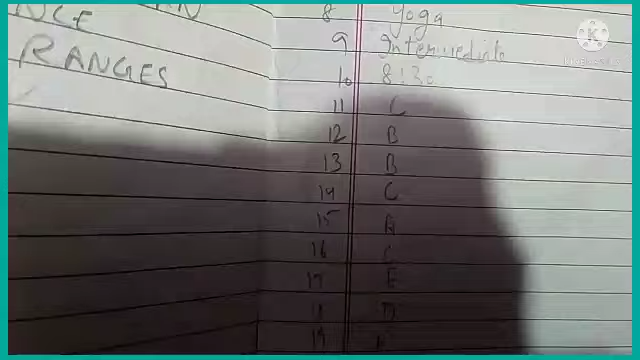 NCE
RANGES
8 Yoga
9 Intermediate
10 8:30
11 C
12 B
13 B
14 C
15 A
16 C
17 E
18 D
19